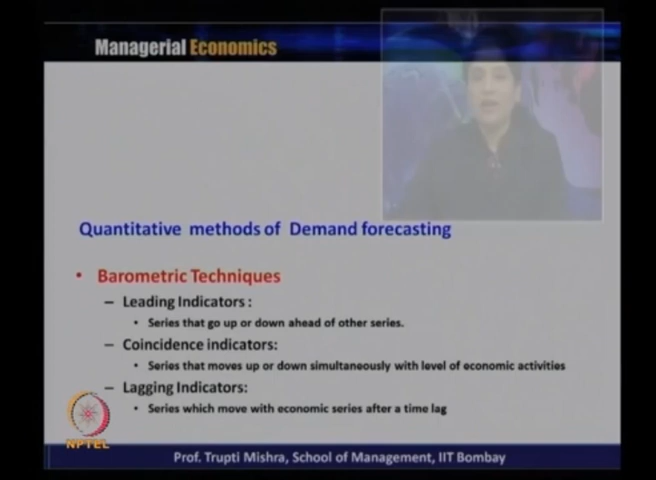 Managerial Economics
Quantitative methods of Demand forecasting
• Barometric Techniques
– Leading Indicators :
• Series that go up or down ahead of other series.
– Coincidence indicators:
• Series that moves up or down simultaneously with level of economic activities
– Lagging Indicators:
• Series which move with economic series after a time lag
NPTEL
Prof. Trupti Mishra, School of Management, IIT Bombay